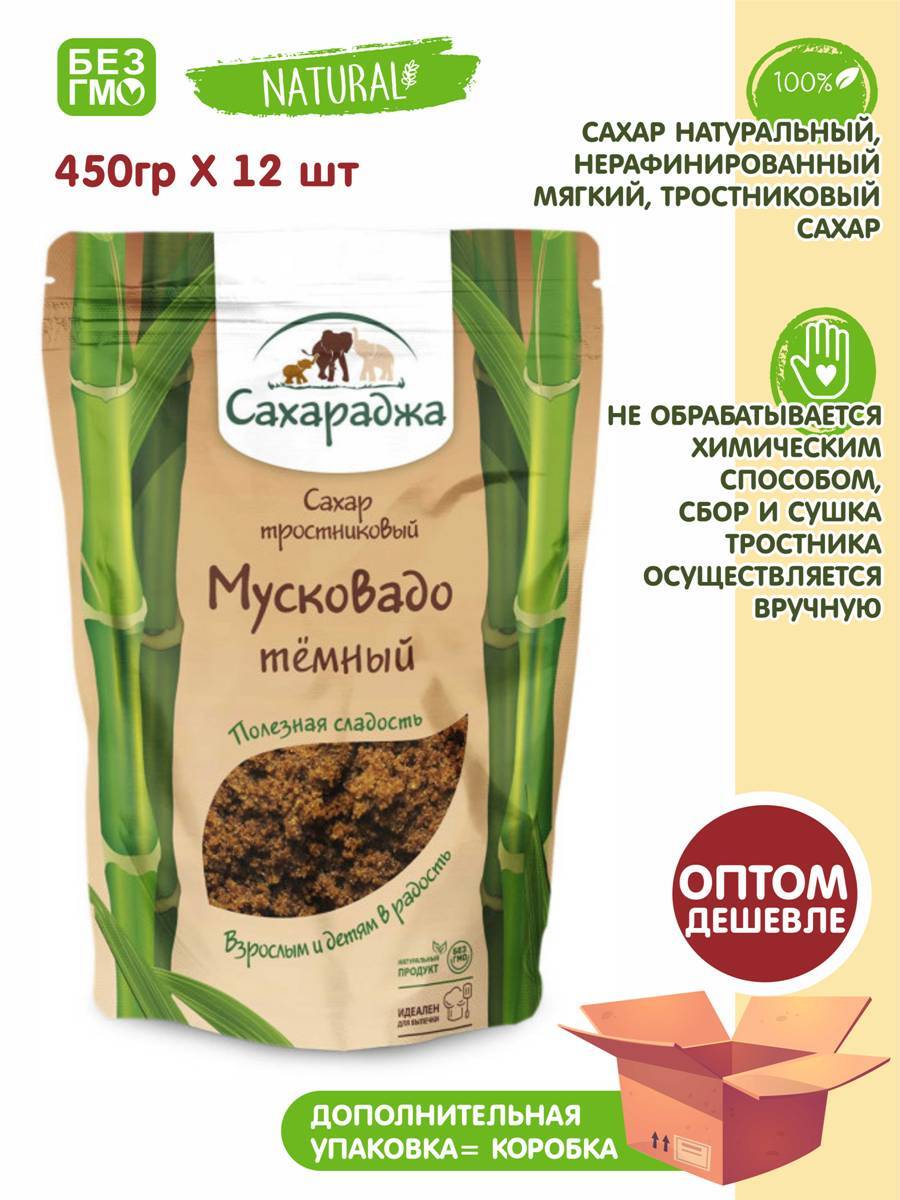 БЕЗ
ГМО
NATURAL
100%
450гр X 12 шт
САХАР НАТУРАЛЬНЫЙ,
НЕРАФИНИРОВАННЫЙ
МЯГКИЙ, ТРОСТНИКОВЫЙ
САХАР
Сахараджа
Сахар
тростниковый
Мусковадо
тёмный
Полезная сладость
Взрослым и детям в радость
НАТУРАЛЬНЫЙ
ПРОДУКТ
БЕЗ
ГМО
ИДЕАЛЕН
ДЛЯ ВЫПЕЧКИ
НЕ ОБРАБАТЫВАЕТСЯ
ХИМИЧЕСКИМ
СПОСОБОМ,
СБОР И СУШКА
ТРОСТНИКА
ОСУЩЕСТВЛЯЕТСЯ
ВРУЧНУЮ
ОПТОМ
ДЕШЕВЛЕ
ДОПОЛНИТЕЛЬНАЯ
УПАКОВКА= КОРОБКА